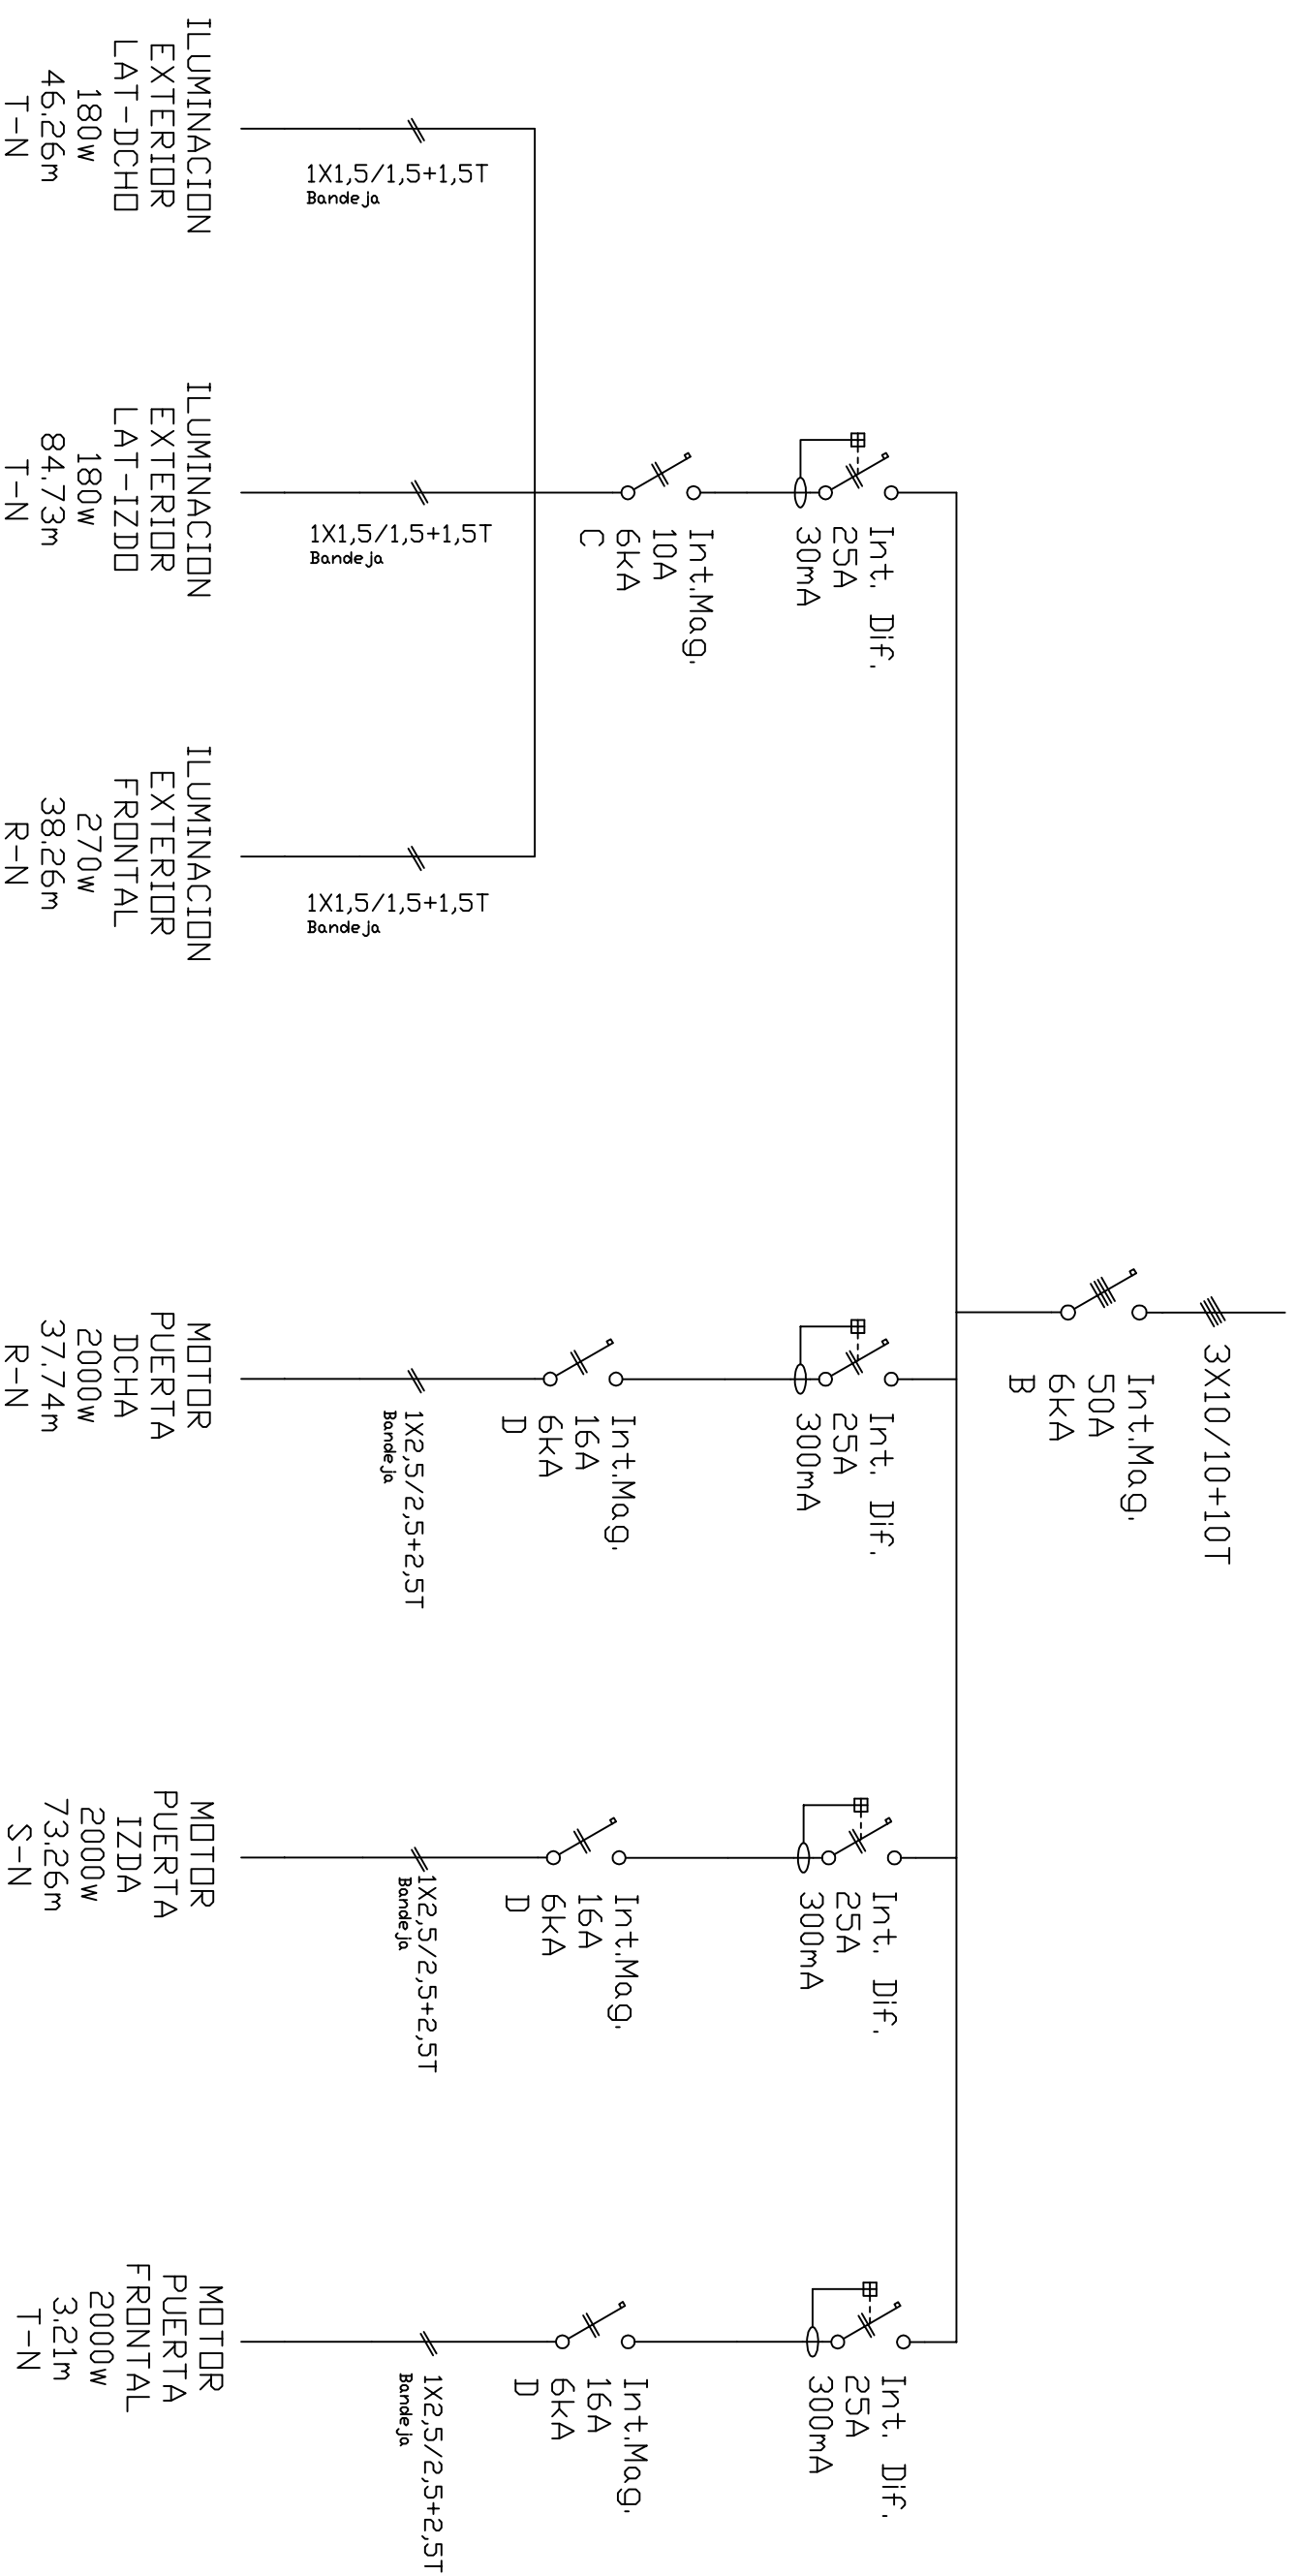 3X10/10+10T
Int.Mag.
50A
6kA
B
Int. Dif.
25A
30mA
Int.Mag.
10A
6kA
C
1X1,5/1,5+1,5T
Bandeja
ILUMINACION
EXTERIOR
LAT-DCHO
180w
46.26m
T-N
1X1,5/1,5+1,5T
Bandeja
ILUMINACION
EXTERIOR
LAT-IZDO
180w
84.73m
T-N
1X1,5/1,5+1,5T
Bandeja
ILUMINACION
EXTERIOR
FRONTAL
270w
38.26m
R-N
Int. Dif.
25A
300mA
Int.Mag.
16A
6kA
D
1X2,5/2,5+2,5T
Bandeja
MOTOR
PUERTA
DCHA
2000w
37.74m
R-N
Int. Dif.
25A
300mA
Int.Mag.
16A
6kA
D
1X2,5/2,5+2,5T
Bandeja
MOTOR
PUERTA
IZDA
2000w
73.26m
S-N
Int. Dif.
25A
300mA
Int.Mag.
16A
6kA
D
1X2,5/2,5+2,5T
Bandeja
MOTOR
PUERTA
FRONTAL
2000w
3.21m
T-N